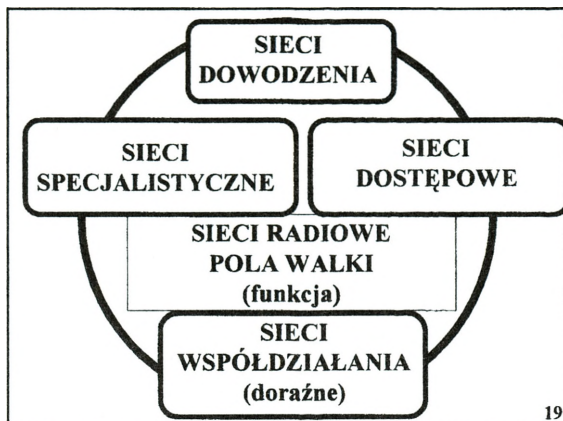 SIECI
DOWODZENIA
SIECI
SPECJALISTYCZNE
SIECI
DOSTĘPOWE
SIECI RADIOWE
POLA WALKI
(funkcja)
SIECI
WSPÓŁDZIAŁANIA
(doraźne)
19